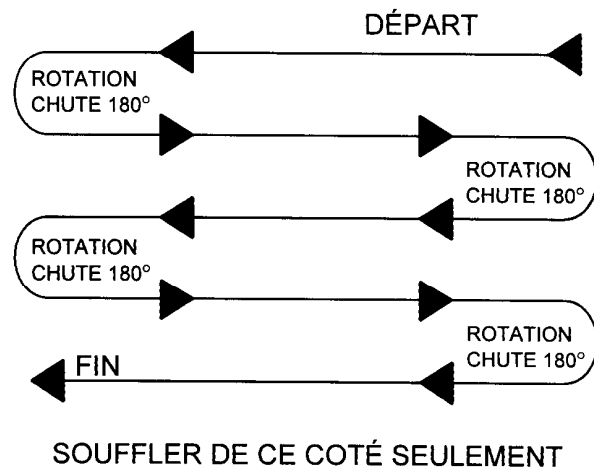 DÉPART
ROTATION
CHUTE 180°
ROTATION
CHUTE 180°
ROTATION
CHUTE 180°
ROTATION
CHUTE 180°
FIN
SOUFFLER DE CE COTÉ SEULEMENT